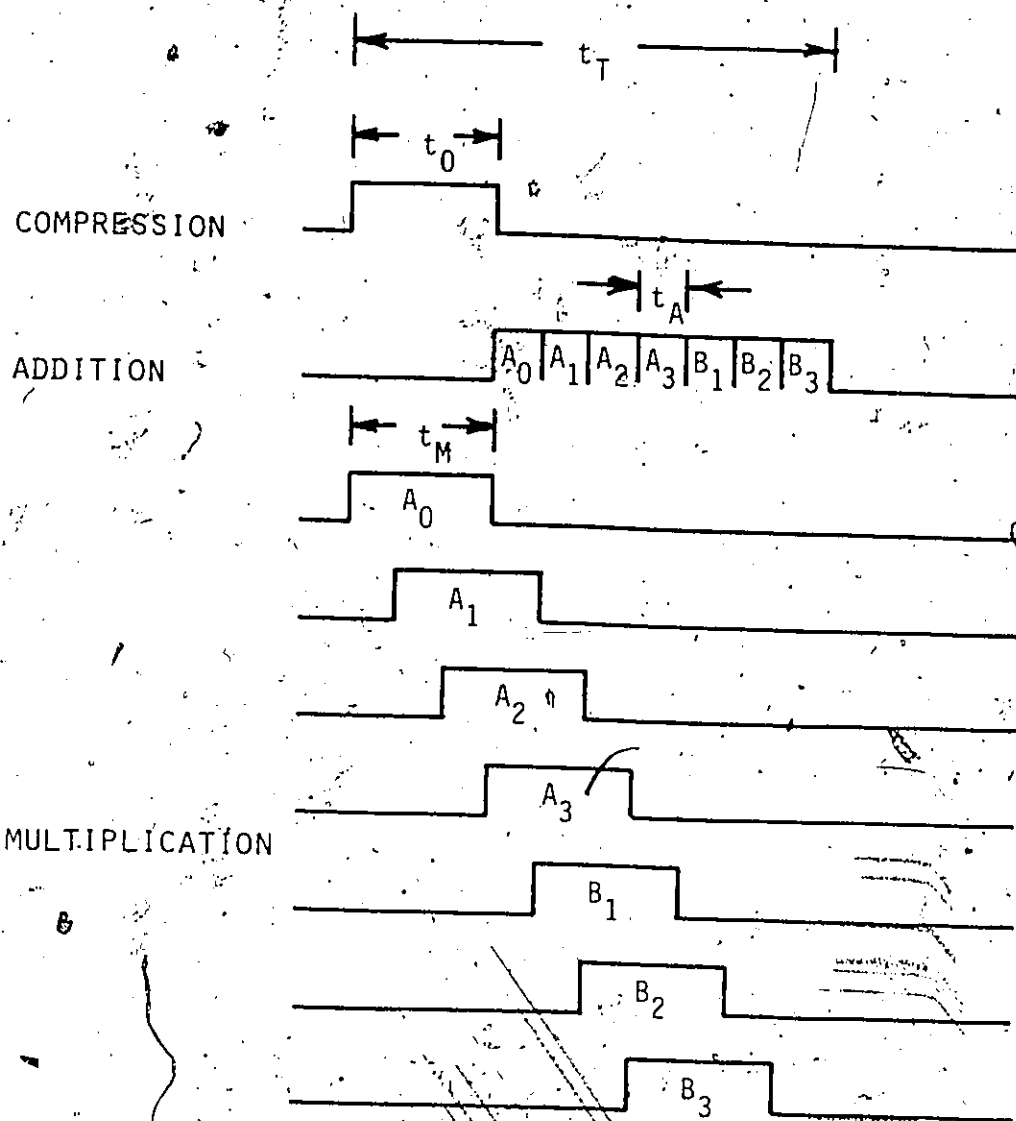 t_T
t_0
COMPRESSION
t_A
ADDITION A_0 A_1 A_2 A_3 B_1 B_2 B_3
t_M
A_0
A_1
A_2
A_3
MULTIPLICATION
B_1
B_2
B_3